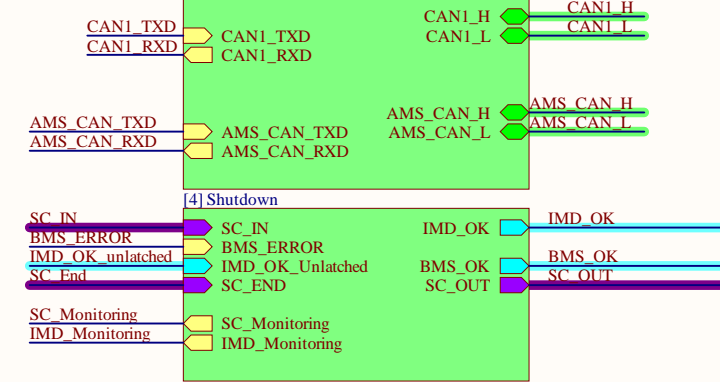 CAN1_H CAN1_H
CAN1_TXD CAN1_TXD CAN1_L CAN1_L
CAN1_RXD CAN1_RXD
AMS_CAN_H AMS_CAN_H
AMS_CAN_TXD AMS_CAN_TXD AMS_CAN_L AMS_CAN_L
AMS_CAN_RXD AMS_CAN_RXD
[4] Shutdown
SC_IN SC_IN IMD_OK IMD_OK
BMS_ERROR BMS_ERROR
IMD_OK_unlatched IMD_OK_Unlatched BMS_OK BMS_OK
SC_End SC_END SC_OUT SC_OUT
SC_Monitoring SC_Monitoring
IMD_Monitoring IMD_Monitoring